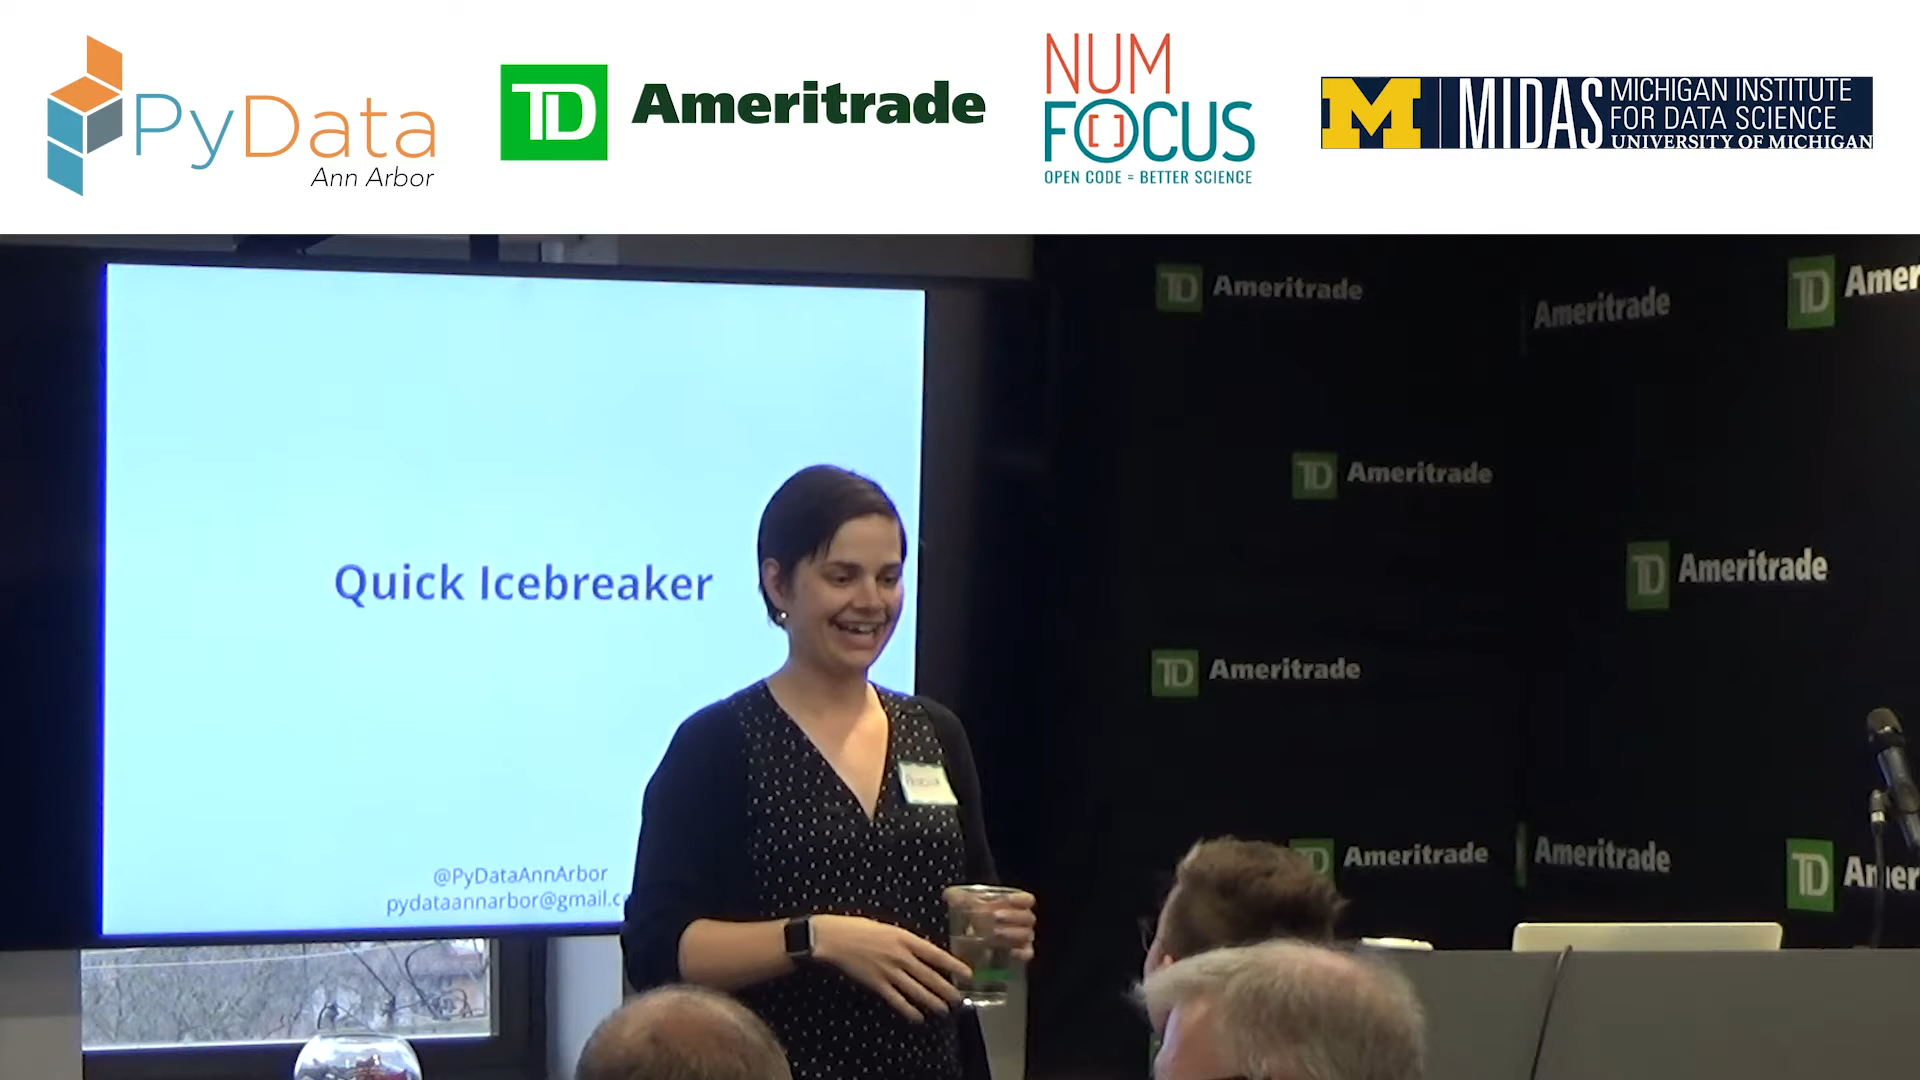 PyData
Ann Arbor
TD Ameritrade
NUM
FOCUS
OPEN CODE = BETTER SCIENCE
M MIDAS
MICHIGAN INSTITUTE
FOR DATA SCIENCE
UNIVERSITY OF MICHIGAN
Quick Icebreaker
@PyDataAnnArbor
pydataannarbor@gmail.c
TD Ameritrade
Ameritrade
TD Amer
TD Ameritrade
TD Ameritrade
TD Ameritrade
TD Ameritrade
Ameritrade
TD